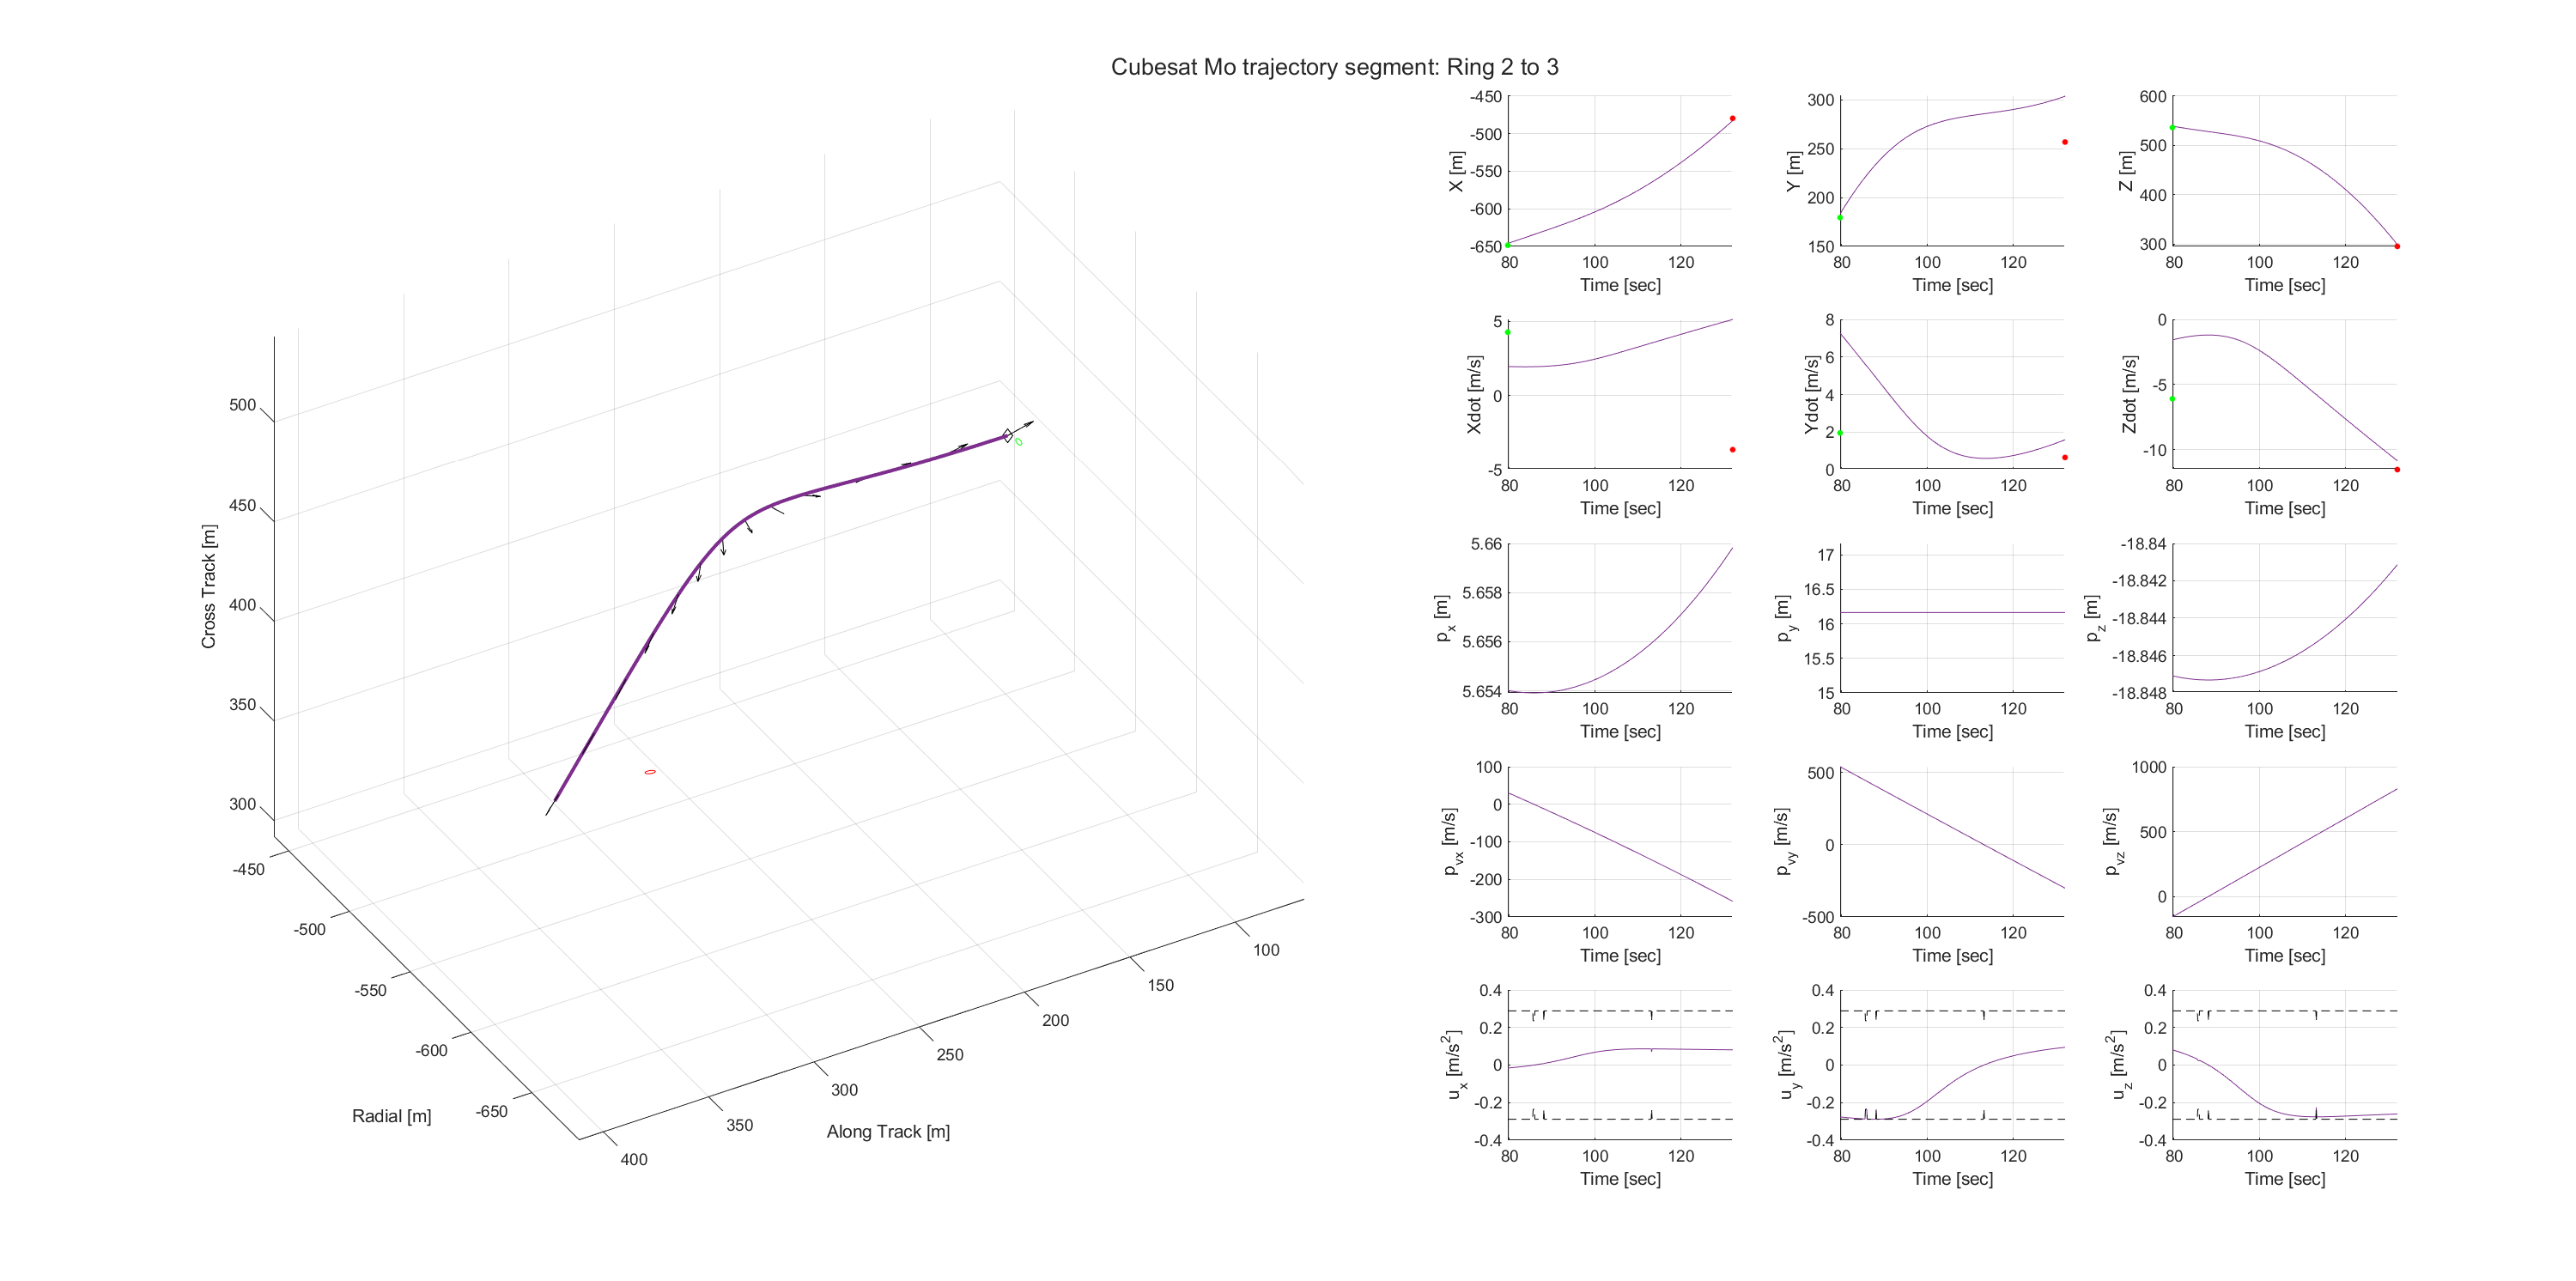 Cubesat Mo trajectory segment: Ring 2 to 3
500
450
400
350
300
Cross Track [m]
-450
-500
-550
-600
-650
Radial [m]
400
350
300
250
200
150
100
Along Track [m]
-450
-500
-550
-600
-650
X [m]
80 100 120
Time [sec]
300
250
200
150
Y [m]
80 100 120
Time [sec]
600
500
400
300
Z [m]
80 100 120
Time [sec]
5
0
-5
Xdot [m/s]
80 100 120
Time [sec]
8
6
4
2
0
Ydot [m/s]
80 100 120
Time [sec]
0
-5
-10
Zdot [m/s]
80 100 120
Time [sec]
5.66
5.658
5.656
5.654
p_x [m]
80 100 120
Time [sec]
17
16.5
16
15.5
15
p_y [m]
80 100 120
Time [sec]
-18.84
-18.842
-18.844
-18.846
-18.848
p_z [m]
80 100 120
Time [sec]
100
0
-100
-200
-300
p_vx [m/s]
80 100 120
Time [sec]
500
0
-500
p_vy [m/s]
80 100 120
Time [sec]
1000
500
0
p_vz [m/s]
80 100 120
Time [sec]
0.4
0.2
0
-0.2
-0.4
u_x [m/s²]
80 100 120
Time [sec]
0.4
0.2
0
-0.2
-0.4
u_y [m/s²]
80 100 120
Time [sec]
0.4
0.2
0
-0.2
-0.4
u_z [m/s²]
80 100 120
Time [sec]